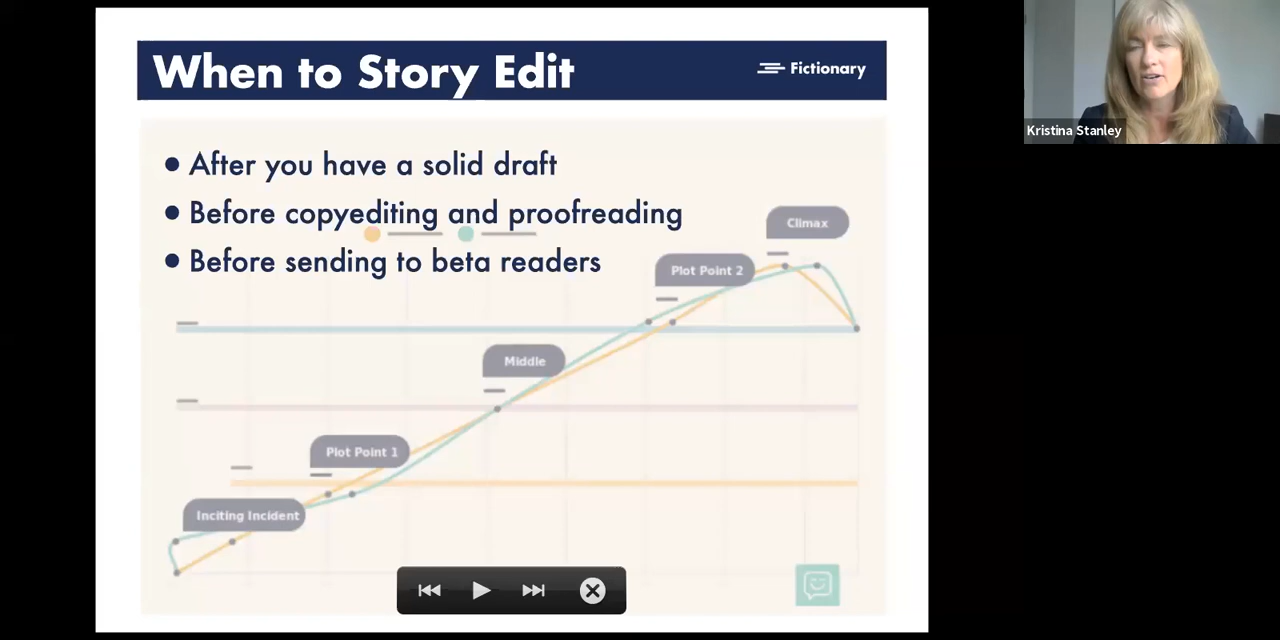 When to Story Edit
Fictionary
Kristina Stanley
• After you have a solid draft
• Before copyediting and proofreading
• Before sending to beta readers
Climax
Plot Point 2
Middle
Plot Point 1
Inciting Incident